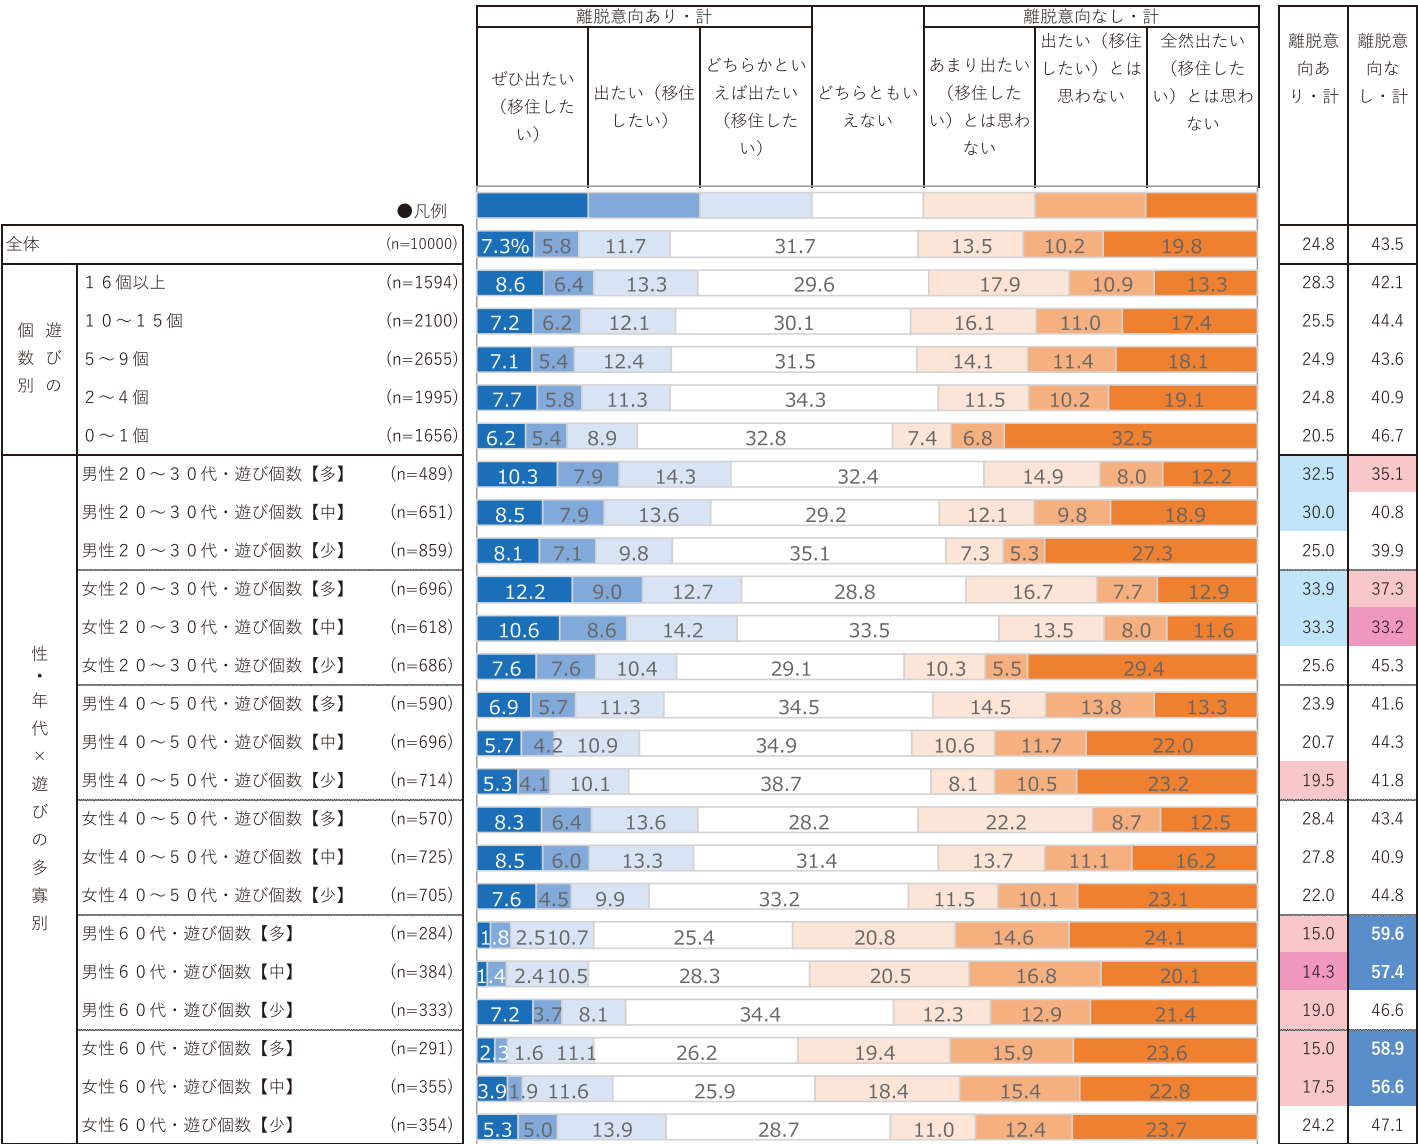 離脱意向あり・計
離脱意向なし・計
ぜひ出たい
(移住した
い)
出たい(移住
したい)
どちらかとい
えば出たい
(移住した
い)
どちらともい
えない
あまり出たい
(移住した
い)とは思わ
ない
出たい(移住
したい)とは
思わない
全然出たい
(移住した
い)とは思わ
ない
離脱意
向あ
り・計
離脱意
向な
し・計
●凡例
全体 (n=10000) 7.3% 5.8 11.7 31.7 13.5 10.2 19.8 24.8 43.5
遊びの個数別
16個以上 (n=1594) 8.6 6.4 13.3 29.6 17.9 10.9 13.3 28.3 42.1
10~15個 (n=2100) 7.2 6.2 12.1 30.1 16.1 11.0 17.4 25.5 44.4
5~9個 (n=2655) 7.1 5.4 12.4 31.5 14.1 11.4 18.1 24.9 43.6
2~4個 (n=1995) 7.7 5.8 11.3 34.3 11.5 10.2 19.1 24.8 40.9
0~1個 (n=1656) 6.2 5.4 8.9 32.8 7.4 6.8 32.5 20.5 46.7
性・年代×遊びの多寡別
男性20~30代・遊び個数【多】 (n=489) 10.3 7.9 14.3 32.4 14.9 8.0 12.2 32.5 35.1
男性20~30代・遊び個数【中】 (n=651) 8.5 7.9 13.6 29.2 12.1 9.8 18.9 30.0 40.8
男性20~30代・遊び個数【少】 (n=859) 8.1 7.1 9.8 35.1 7.3 5.3 27.3 25.0 39.9
女性20~30代・遊び個数【多】 (n=696) 12.2 9.0 12.7 28.8 16.7 7.7 12.9 33.9 37.3
女性20~30代・遊び個数【中】 (n=618) 10.6 8.6 14.2 33.5 13.5 8.0 11.6 33.3 33.2
女性20~30代・遊び個数【少】 (n=686) 7.6 7.6 10.4 29.1 10.3 5.5 29.4 25.6 45.3
男性40~50代・遊び個数【多】 (n=590) 6.9 5.7 11.3 34.5 14.5 13.8 13.3 23.9 41.6
男性40~50代・遊び個数【中】 (n=696) 5.7 4.2 10.9 34.9 10.6 11.7 22.0 20.7 44.3
男性40~50代・遊び個数【少】 (n=714) 5.3 4.1 10.1 38.7 8.1 10.5 23.2 19.5 41.8
女性40~50代・遊び個数【多】 (n=570) 8.3 6.4 13.6 28.2 22.2 8.7 12.5 28.4 43.4
女性40~50代・遊び個数【中】 (n=725) 8.5 6.0 13.3 31.4 13.7 11.1 16.2 27.8 40.9
女性40~50代・遊び個数【少】 (n=705) 7.6 4.5 9.9 33.2 11.5 10.1 23.1 22.0 44.8
男性60代・遊び個数【多】 (n=284) 1.8 2.5 10.7 25.4 20.8 14.6 24.1 15.0 59.6
男性60代・遊び個数【中】 (n=384) 1.4 2.4 10.5 28.3 20.5 16.8 20.1 14.3 57.4
男性60代・遊び個数【少】 (n=333) 7.2 3.7 8.1 34.4 12.3 12.9 21.4 19.0 46.6
女性60代・遊び個数【多】 (n=291) 2.3 1.6 11.1 26.2 19.4 15.9 23.6 15.0 58.9
女性60代・遊び個数【中】 (n=355) 3.9 1.9 11.6 25.9 18.4 15.4 22.8 17.5 56.6
女性60代・遊び個数【少】 (n=354) 5.3 5.0 13.9 28.7 11.0 12.4 23.7 24.2 47.1